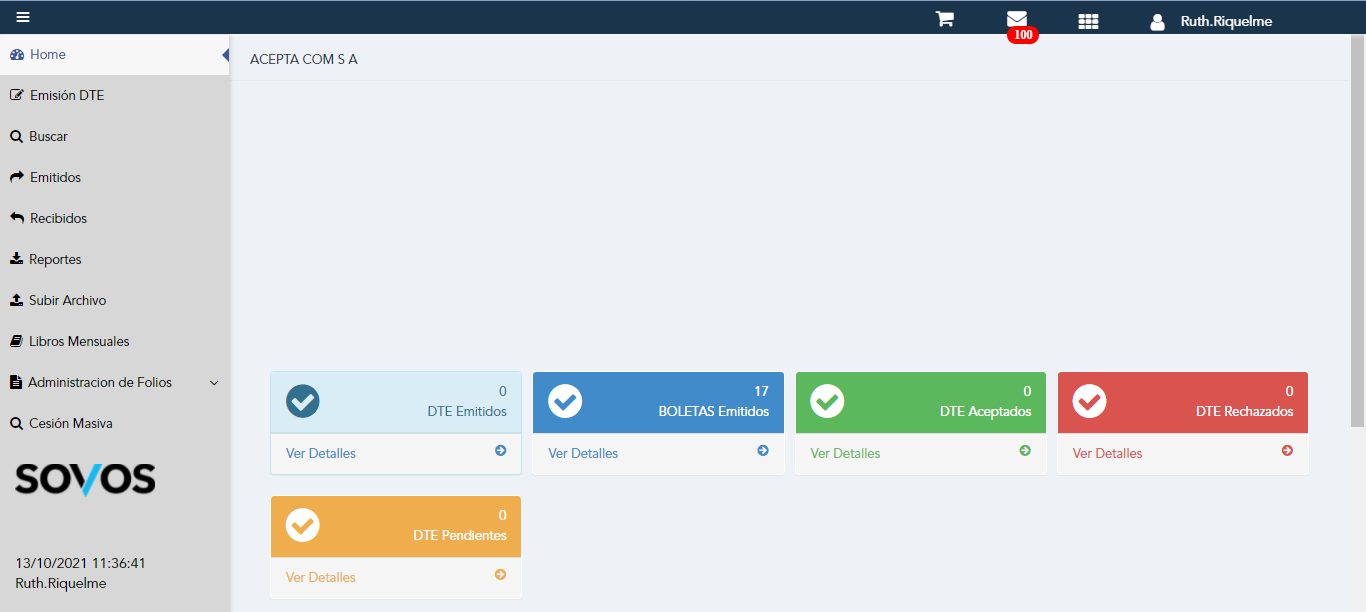 100
Ruth.Riquelme
Home
ACEPTA COM S A
Emisión DTE
Buscar
Emitidos
Recibidos
Reportes
Subir Archivo
Libros Mensuales
Administracion de Folios
Cesión Masiva
SOVOS
13/10/2021 11:36:41
Ruth.Riquelme
0
DTE Emitidos
Ver Detalles
17
BOLETAS Emitidos
Ver Detalles
0
DTE Aceptados
Ver Detalles
0
DTE Rechazados
Ver Detalles
0
DTE Pendientes
Ver Detalles